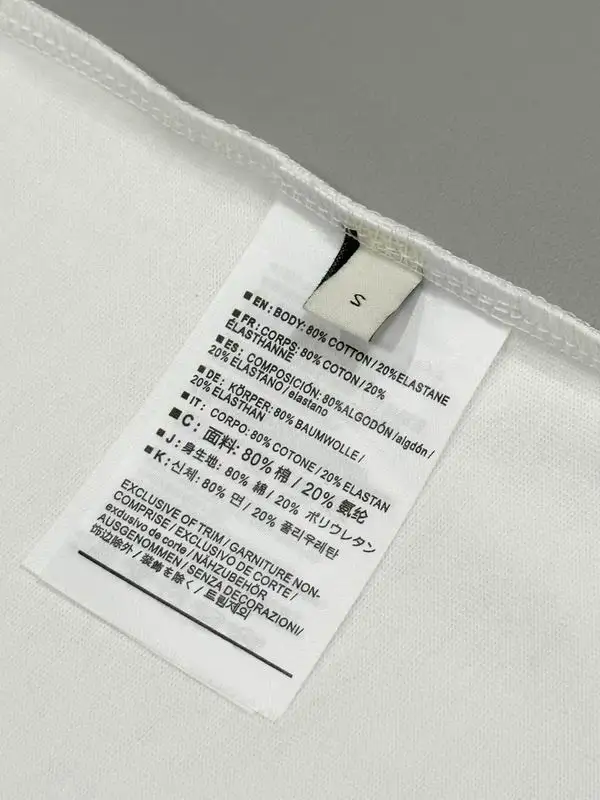 S
■ EN: BODY: 80% COTTON / 20%ELASTANE
■ FR: CORPS: 80% COTON / 20%
ÉLASTHANNE
■ ES: COMPOSICIÓN: 80%ALGODÓN /algdón/
20% ELASTANO / elastano
■ DE: KÖRPER: 80% BAUMWOLLE /
20% ELASTHAN
■ IT: CORPO: 80% COTONE / 20% ELASTAN
■ C: 面料: 80% 棉 / 20% 氨纶
■ J: 身生地: 80% 綿 / 20% ポリウレタン
■ K: 신체: 80% 면 / 20% 폴리우레탄
EXCLUSIVE OF TRIM / GARNITURE NON-
COMPRISE / EXCLUSIVO DE CORTE /
exdusivo de corte / NÄHZUBEHÖR
AUSGENOMMEN / SENZA DECORAZIONI/
饰边除外 / 装飾を除く / 트림제외